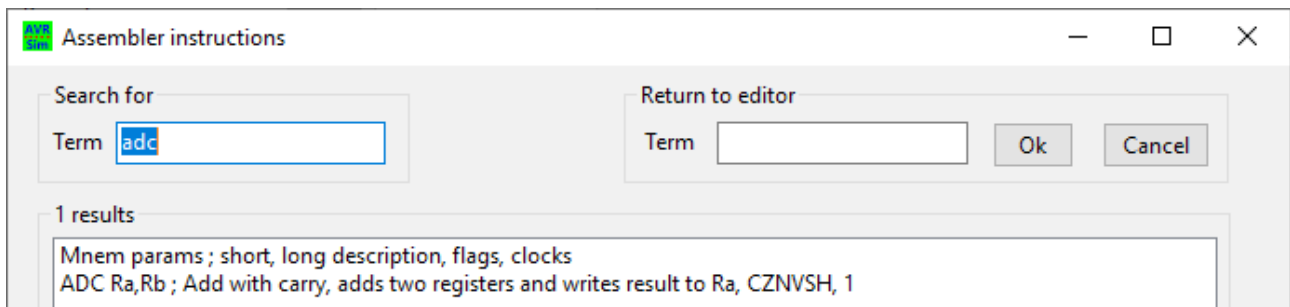 AVR
Sim
Assembler instructions
Search for
Term adc
Return to editor
Term
Ok
Cancel
1 results
Mnem params ; short, long description, flags, clocks
ADC Ra,Rb ; Add with carry, adds two registers and writes result to Ra, CZNVSH, 1